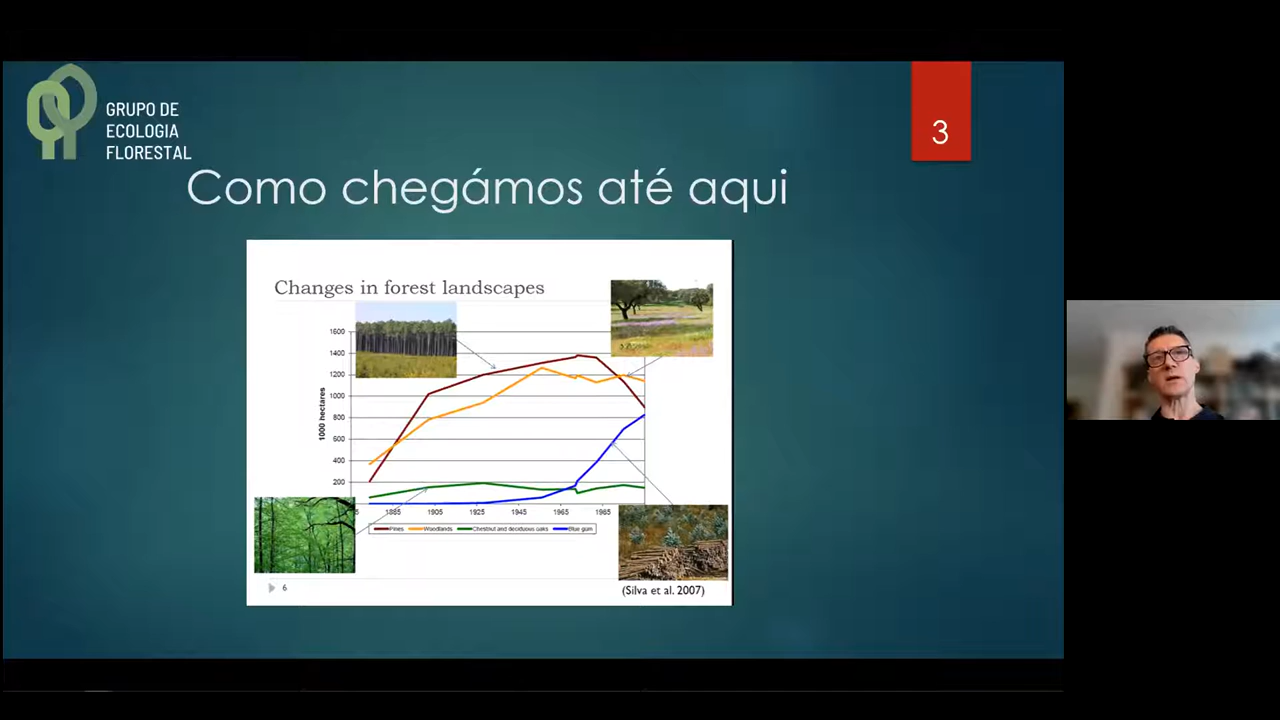 GRUPO DE
ECOLOGIA
FLORESTAL
3
Como chegámos até aqui
Changes in forest landscapes
1600
1400
1200
1000
800
600
400
200
1000 hectares
1885 1905 1925 1945 1965 1985
Pines Woodlands Chestnut and deciduous oaks Blue gum
6
(Silva et al. 2007)